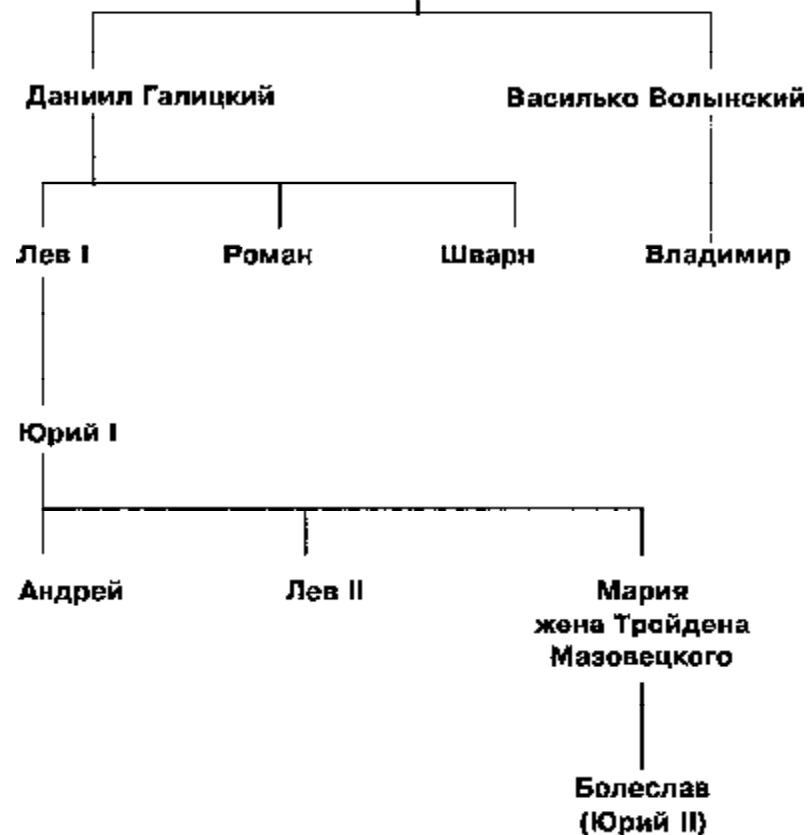 Даниил Галицкий
Василько Волынский
Лев I
Роман
Шварн
Владимир
Юрий I
Андрей
Лев II
Мария
жена Тройдена
Мазовецкого
Болеслав
(Юрий II)